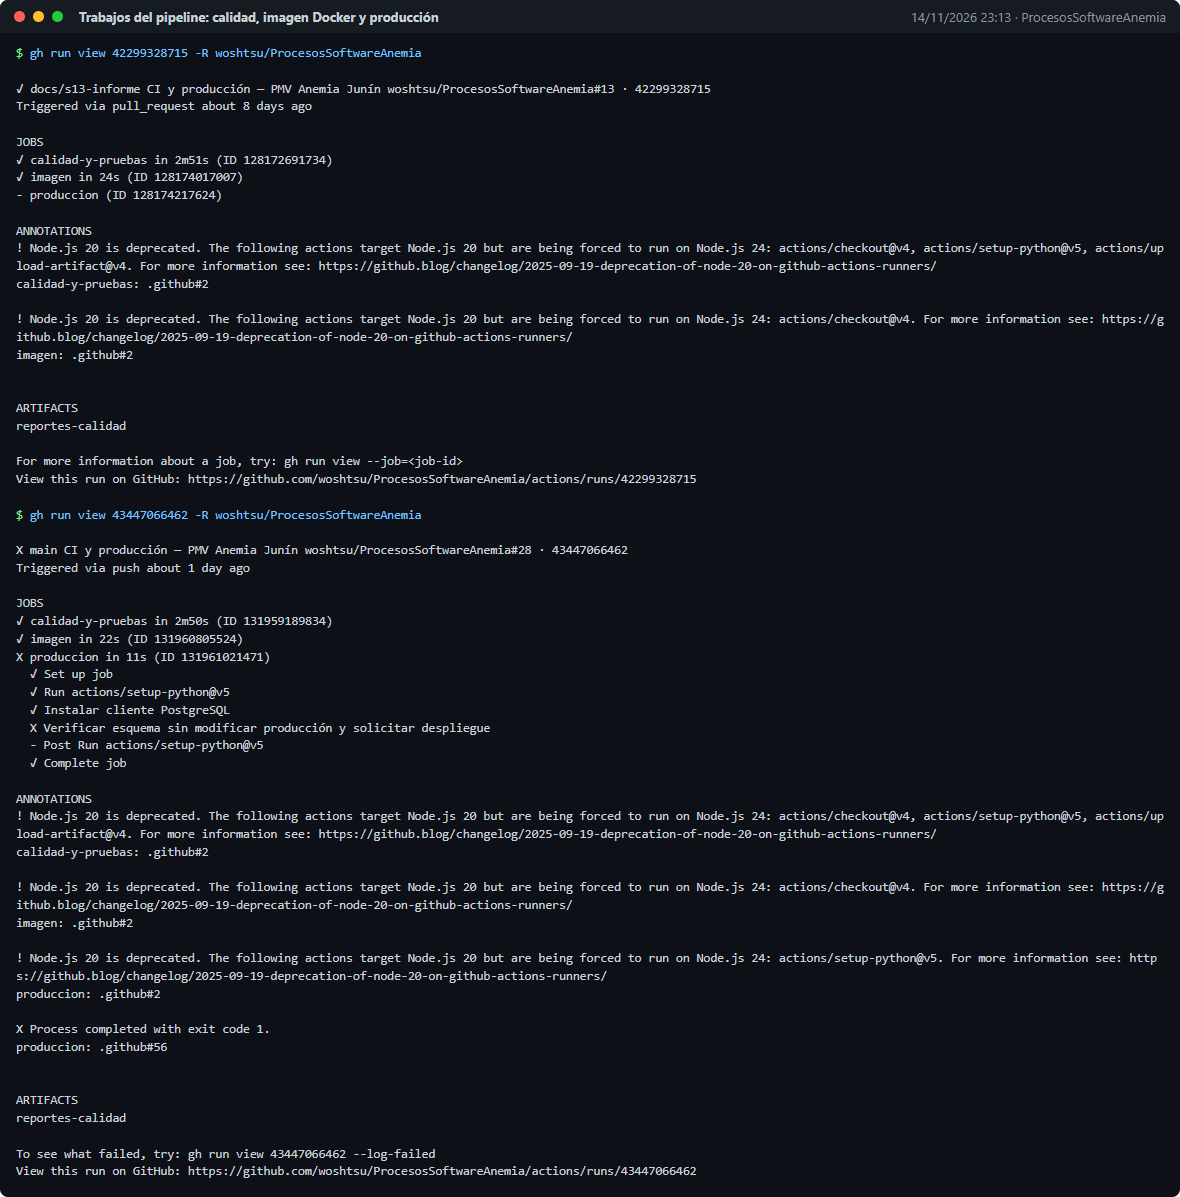 Trabajos del pipeline: calidad, imagen Docker y producción
14/11/2026 23:13 · ProcesosSoftwareAnemia
$ gh run view 42299328715 -R woshtsu/ProcesosSoftwareAnemia
✓ docs/s13-informe CI y producción — PMV Anemia Junín woshtsu/ProcesosSoftwareAnemia#13 · 42299328715
Triggered via pull_request about 8 days ago
JOBS
✓ calidad-y-pruebas in 2m51s (ID 128172691734)
✓ imagen in 24s (ID 128174017007)
- produccion (ID 128174217624)
ANNOTATIONS
! Node.js 20 is deprecated. The following actions target Node.js 20 but are being forced to run on Node.js 24: actions/checkout@v4, actions/setup-python@v5, actions/up
load-artifact@v4. For more information see: https://github.blog/changelog/2025-09-19-deprecation-of-node-20-on-github-actions-runners/
calidad-y-pruebas: .github#2
! Node.js 20 is deprecated. The following actions target Node.js 20 but are being forced to run on Node.js 24: actions/checkout@v4. For more information see: https://g
ithub.blog/changelog/2025-09-19-deprecation-of-node-20-on-github-actions-runners/
imagen: .github#2
ARTIFACTS
reportes-calidad
For more information about a job, try: gh run view --job=<job-id>
View this run on GitHub: https://github.com/woshtsu/ProcesosSoftwareAnemia/actions/runs/42299328715
$ gh run view 43447066462 -R woshtsu/ProcesosSoftwareAnemia
X main CI y producción — PMV Anemia Junín woshtsu/ProcesosSoftwareAnemia#28 · 43447066462
Triggered via push about 1 day ago
JOBS
✓ calidad-y-pruebas in 2m50s (ID 131959189834)
✓ imagen in 22s (ID 131960805524)
X produccion in 11s (ID 131961021471)
✓ Set up job
✓ Run actions/setup-python@v5
✓ Instalar cliente PostgreSQL
X Verificar esquema sin modificar producción y solicitar despliegue
- Post Run actions/setup-python@v5
✓ Complete job
ANNOTATIONS
! Node.js 20 is deprecated. The following actions target Node.js 20 but are being forced to run on Node.js 24: actions/checkout@v4, actions/setup-python@v5, actions/up
load-artifact@v4. For more information see: https://github.blog/changelog/2025-09-19-deprecation-of-node-20-on-github-actions-runners/
calidad-y-pruebas: .github#2
! Node.js 20 is deprecated. The following actions target Node.js 20 but are being forced to run on Node.js 24: actions/checkout@v4. For more information see: https://g
ithub.blog/changelog/2025-09-19-deprecation-of-node-20-on-github-actions-runners/
imagen: .github#2
! Node.js 20 is deprecated. The following actions target Node.js 20 but are being forced to run on Node.js 24: actions/setup-python@v5. For more information see: http
s://github.blog/changelog/2025-09-19-deprecation-of-node-20-on-github-actions-runners/
produccion: .github#2
X Process completed with exit code 1.
produccion: .github#56
ARTIFACTS
reportes-calidad
To see what failed, try: gh run view 43447066462 --log-failed
View this run on GitHub: https://github.com/woshtsu/ProcesosSoftwareAnemia/actions/runs/43447066462